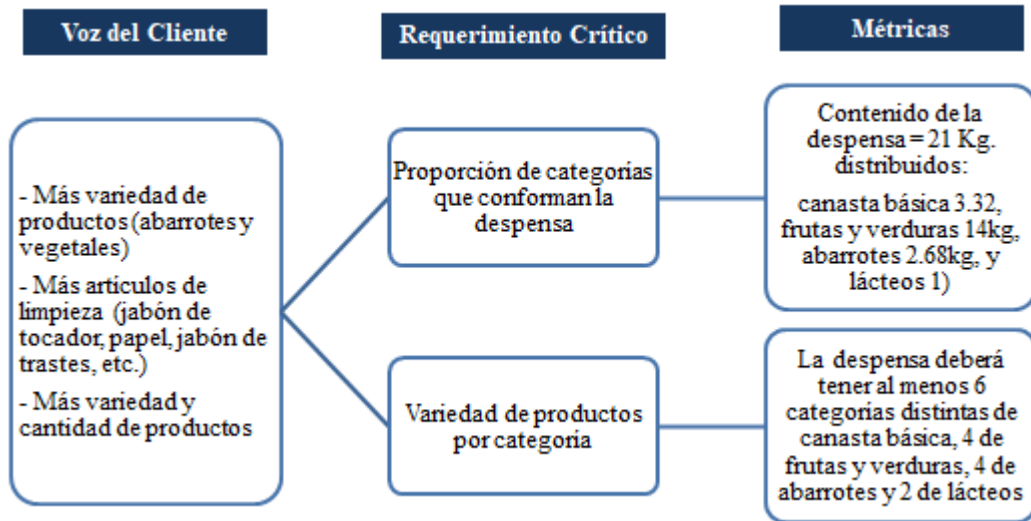 Voz del Cliente
Requerimiento Crítico
Métricas
- Más variedad de
productos (abarrotes y
vegetales)
- Más artículos de
limpieza (jabón de
tocador, papel, jabón de
trastes, etc.)
- Más variedad y
cantidad de productos
Proporción de categorías
que conforman la
despensa
Contenido de la
despensa = 21 Kg.
distribuidos:
canasta básica 3.32,
frutas y verduras 14kg,
abarrotes 2.68kg, y
lácteos 1)
Variedad de productos
por categoría
La despensa deberá
tener al menos 6
categorías distintas de
canasta básica, 4 de
frutas y verduras, 4 de
abarrotes y 2 de lácteos